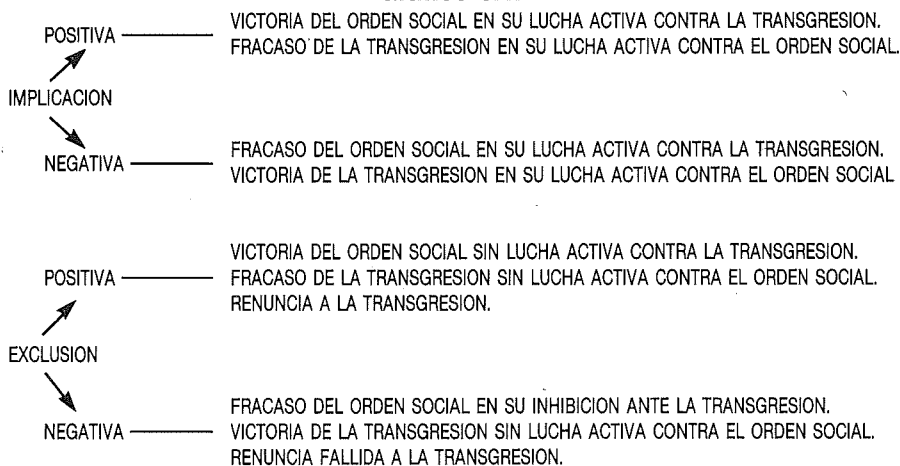 POSITIVA
VICTORIA DEL ORDEN SOCIAL EN SU LUCHA ACTIVA CONTRA LA TRANSGRESION.
FRACASO DE LA TRANSGRESION EN SU LUCHA ACTIVA CONTRA EL ORDEN SOCIAL.
IMPLICACION
NEGATIVA
FRACASO DEL ORDEN SOCIAL EN SU LUCHA ACTIVA CONTRA LA TRANSGRESION.
VICTORIA DE LA TRANSGRESION EN SU LUCHA ACTIVA CONTRA EL ORDEN SOCIAL
POSITIVA
VICTORIA DEL ORDEN SOCIAL SIN LUCHA ACTIVA CONTRA LA TRANSGRESION.
FRACASO DE LA TRANSGRESION SIN LUCHA ACTIVA CONTRA EL ORDEN SOCIAL.
RENUNCIA A LA TRANSGRESION.
EXCLUSION
NEGATIVA
FRACASO DEL ORDEN SOCIAL EN SU INHIBICION ANTE LA TRANSGRESION.
VICTORIA DE LA TRANSGRESION SIN LUCHA ACTIVA CONTRA EL ORDEN SOCIAL.
RENUNCIA FALLIDA A LA TRANSGRESION.